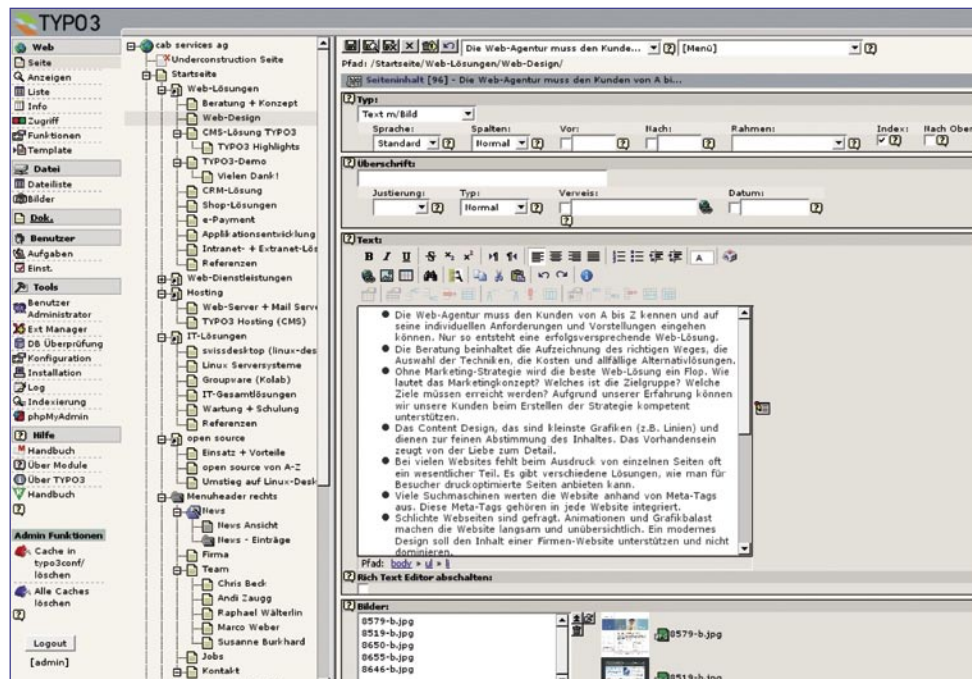 TYPO3
Web
Seite
Anzeigen
Liste
Info
Zugriff
Funktionen
Template
Datei
Dateiliste
Bilder
Dok.
Benutzer
Aufgaben
Einst.
Tools
Benutzer
Administrator
Ext Manager
DB Überprüfung
Konfiguration
Installation
Log
Indexierung
phpMyAdmin
Hilfe
Handbuch
Über Module
Über TYPO3
Handbuch
Admin Funktionen
Cache in
typo3conf/
löschen
Alle Caches
löschen
Logout
[admin]
cab services ag
Underconstruction Seite
Startseite
Web-Lösungen
Beratung + Konzept
Web-Design
CMS-Lösung TYPO3
TYPO3 Highlights
TYPO3-Demo
Vielen Dank!
CRM-Lösung
Shop-Lösungen
e-Payment
Applikationsentwicklung
Intranet- + Extranet-Lös
Referenzen
Web-Dienstleistungen
Hosting
Web-Server + Mail Serve
TYPO3 Hosting (CMS)
IT-Lösungen
swissdesktop (linux-des
Linux Serversysteme
Groupware (Kolab)
IT-Gesamtlösungen
Wartung + Schulung
Referenzen
open source
Einsatz + Vorteile
open source von A-Z
Umstieg auf Linux-Desk
Menuheader rechts
News
News Ansicht
News - Einträge
Firma
Team
Chris Beck
Andi Zaugg
Raphael Wälterlin
Marco Weber
Susanne Burkhard
Jobs
Kontakt
Die Web-Agentur muss den Kunde... [Menü]
Pfad: /Startseite/Web-Lösungen/Web-Design/
Seiteninhalt [96] - Die Web-Agentur muss den Kunden von A bi...
Typ:
Text m/Bild
Sprache: Spalten: Vor: Nach: Rahmen: Index: Nach Ober
Standard Normal
Überschrift:
Justierung: Typ: Verweis: Datum:
Normal
Text:
Die Web-Agentur muss den Kunden von A bis Z kennen und auf
seine individuellen Anforderungen und Vorstellungen eingehen
können. Nur so entsteht eine erfolgsversprechende Web-Lösung.
Die Beratung beinhaltet die Aufzeichnung des richtigen Weges, die
Auswahl der Techniken, die Kosten und allfällige Alternativlösungen.
Ohne Marketing-Strategie wird die beste Web-Lösung ein Flop. Wie
lautet das Marketingkonzept? Welches ist die Zielgruppe? Welche
Ziele müssen erreicht werden? Aufgrund unserer Erfahrung können
wir unsere Kunden beim Erstellen der Strategie kompetent
unterstützen.
Das Content Design, das sind kleinste Grafiken (z.B. Linien) und
dienen zur feinen Abstimmung des Inhaltes. Das Vorhandensein
zeugt von der Liebe zum Detail.
Bei vielen Websites fehlt beim Ausdruck von einzelnen Seiten oft
ein wesentlicher Teil. Es gibt verschiedene Lösungen, wie man für
Besucher druckoptimierte Seiten anbieten kann.
Viele Suchmaschinen werten die Website anhand von Meta-Tags
aus. Diese Meta-Tags gehören in jede Website integriert.
Schlichte Webseiten sind gefragt. Animationen und Grafikbalast
machen die Website langsam und unübersichtlich. Ein modernes
Design soll den Inhalt einer Firmen-Website unterstützen und nicht
dominieren.
Pfad: body » ul » li
Rich Text Editor abschalten:
Bilder:
8579-b.jpg
8519-b.jpg
8650-b.jpg
8655-b.jpg
8646-b.jpg
8579-b.jpg
8519-b.jpg